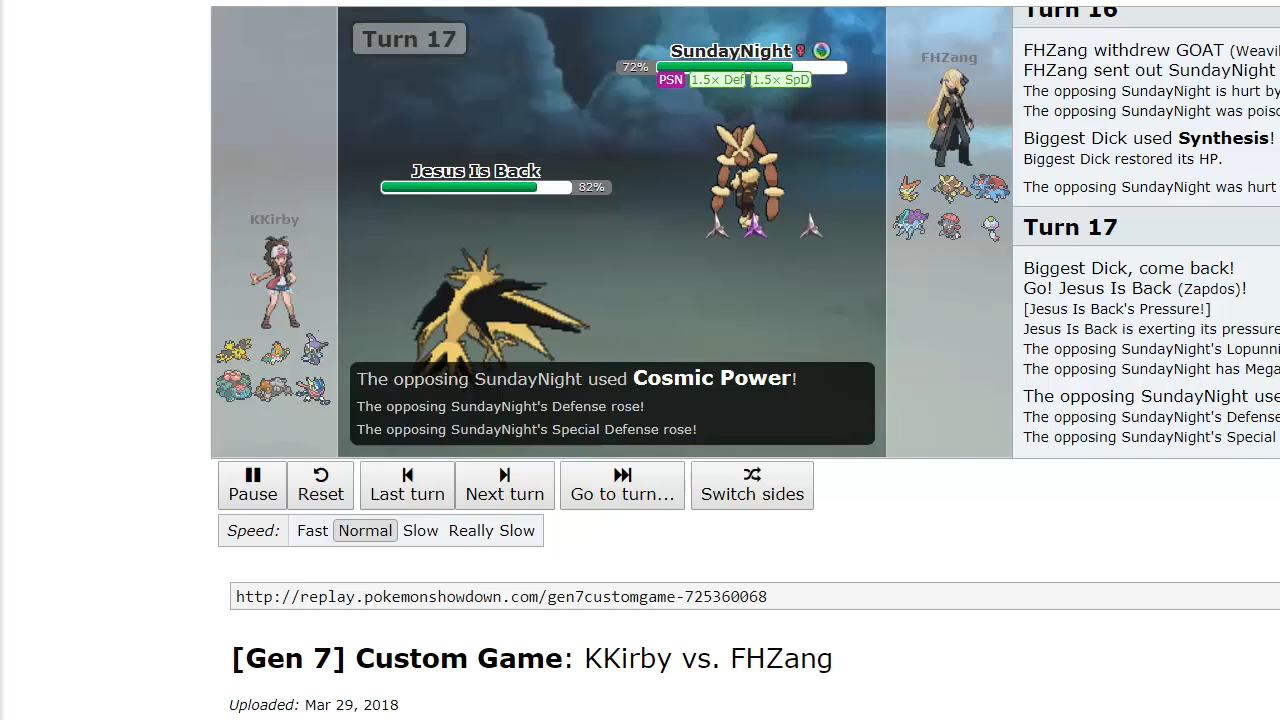 Turn 17
SundayNight
72%
PSN 1.5× Def 1.5× SpD
Jesus Is Back
82%
KKirby
FHZang
The opposing SundayNight used Cosmic Power!
The opposing SundayNight's Defense rose!
The opposing SundayNight's Special Defense rose!
Turn 16
FHZang withdrew GOAT (Weavil
FHZang sent out SundayNight
The opposing SundayNight is hurt by
The opposing SundayNight was poiso
Biggest Dick used Synthesis!
Biggest Dick restored its HP.
The opposing SundayNight was hurt
Turn 17
Biggest Dick, come back!
Go! Jesus Is Back (Zapdos)!
[Jesus Is Back's Pressure!]
Jesus Is Back is exerting its pressure
The opposing SundayNight's Lopunni
The opposing SundayNight has Mega
The opposing SundayNight use
The opposing SundayNight's Defense
The opposing SundayNight's Special
Pause Reset Last turn Next turn Go to turn... Switch sides
Speed: Fast Normal Slow Really Slow
http://replay.pokemonshowdown.com/gen7customgame-725360068
[Gen 7] Custom Game: KKirby vs. FHZang
Uploaded: Mar 29, 2018